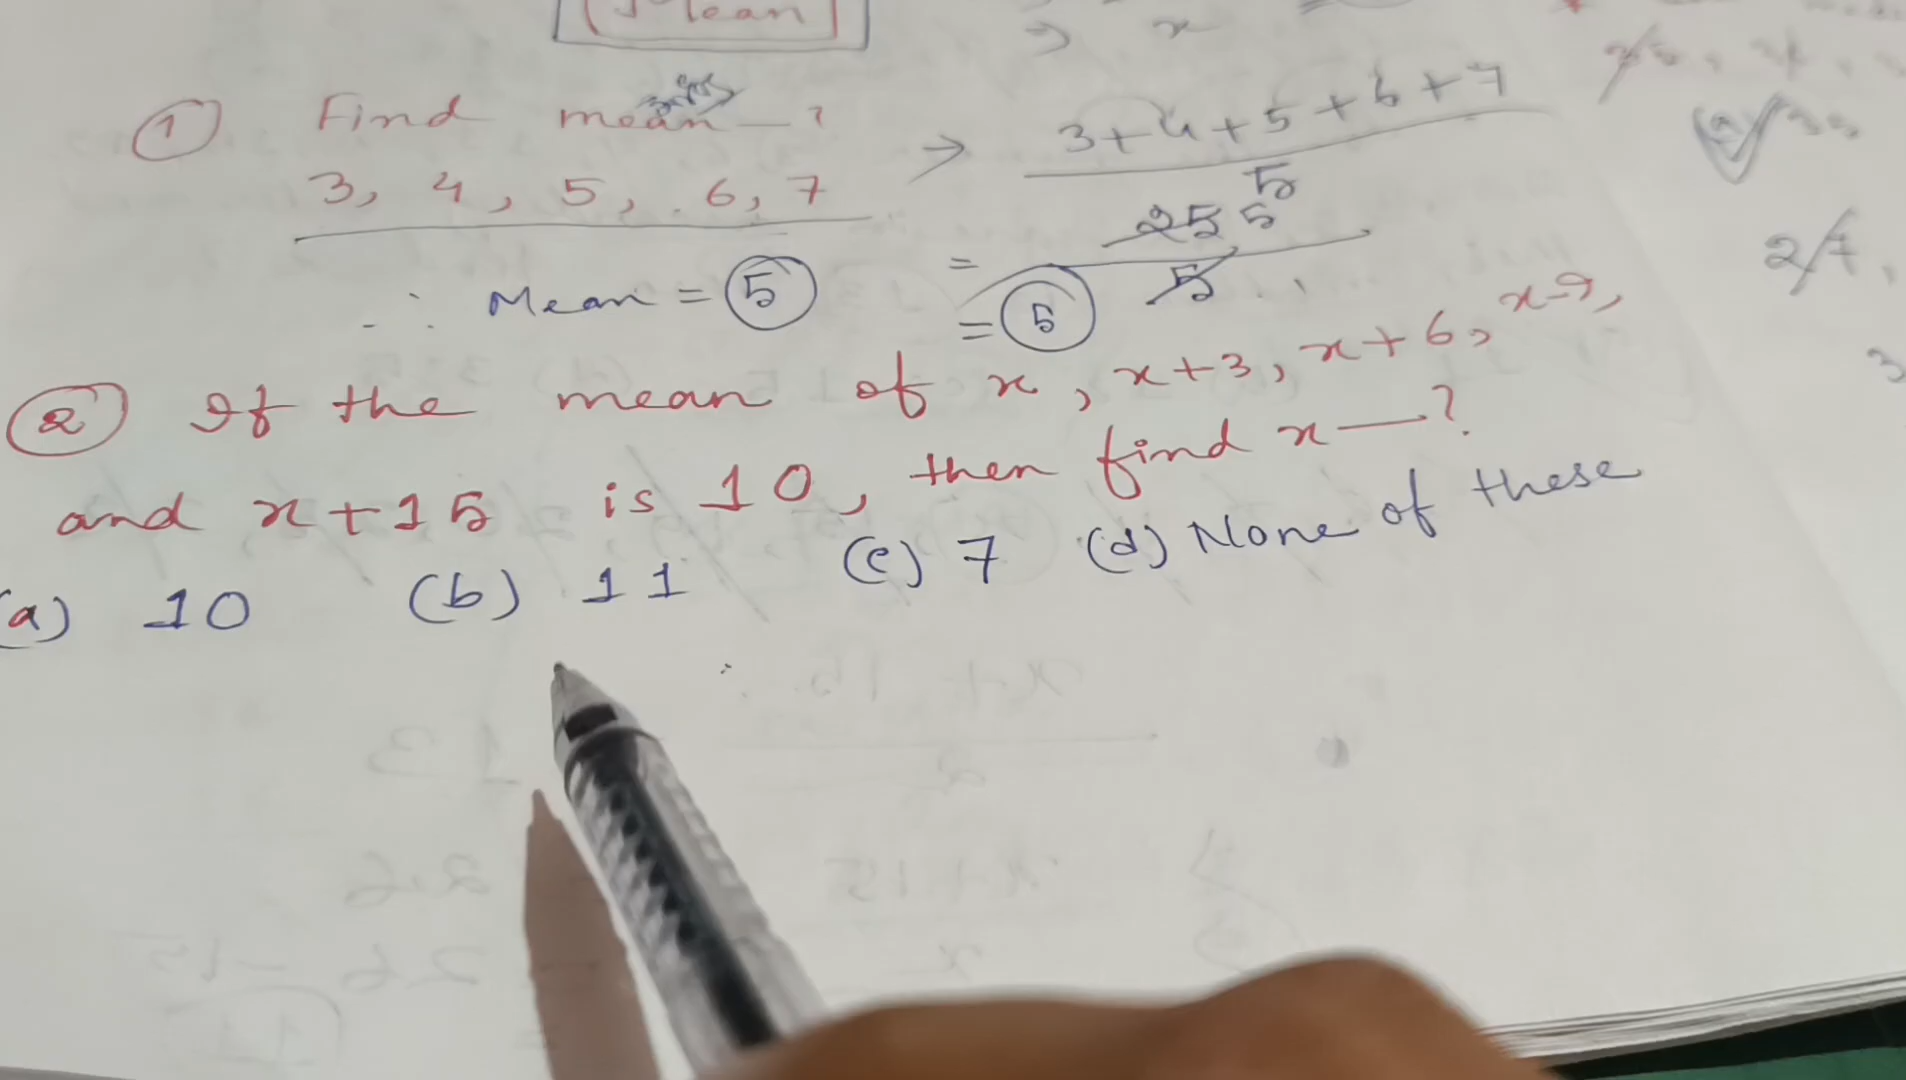 Mean
① Find mean — ?
3, 4, 5, 6, 7
→ 3+4+5+6+7
5
= 25 5
5
= 5
∴ Mean = 5
② If the mean of x, x+3, x+6, x-9,
and x+15 is 10, then find x — ?
(a) 10 (b) 11 (c) 7 (d) None of these